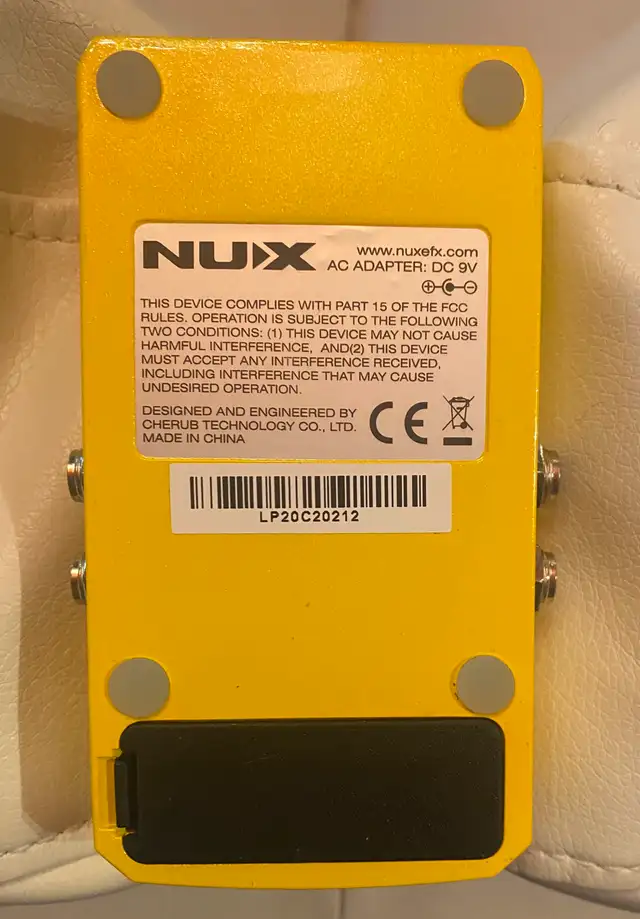 NUX
www.nuxefx.com
AC ADAPTER: DC 9V
THIS DEVICE COMPLIES WITH PART 15 OF THE FCC
RULES. OPERATION IS SUBJECT TO THE FOLLOWING
TWO CONDITIONS: (1) THIS DEVICE MAY NOT CAUSE
HARMFUL INTERFERENCE, AND(2) THIS DEVICE
MUST ACCEPT ANY INTERFERENCE RECEIVED,
INCLUDING INTERFERENCE THAT MAY CAUSE
UNDESIRED OPERATION.
DESIGNED AND ENGINEERED BY
CHERUB TECHNOLOGY CO., LTD.
MADE IN CHINA
CE
LP20C20212